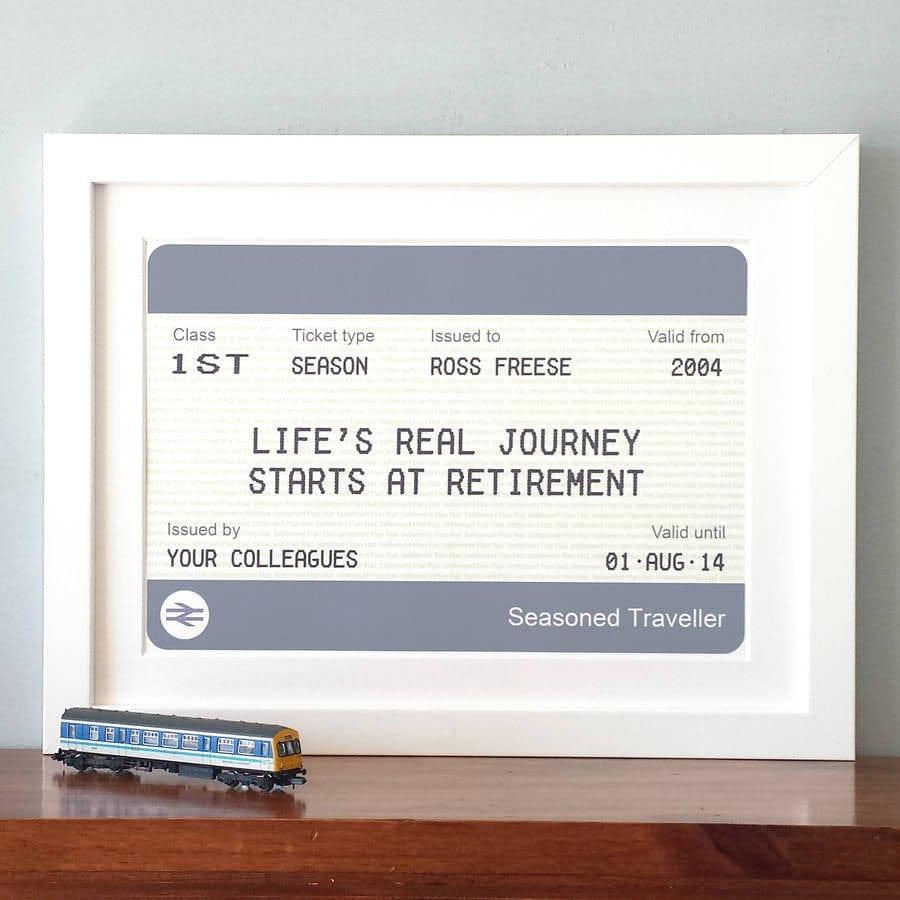 Class Ticket type Issued to Valid from
1ST SEASON ROSS FREESE 2004
LIFE'S REAL JOURNEY
STARTS AT RETIREMENT
Issued by Valid until
YOUR COLLEAGUES 01·AUG·14
Seasoned Traveller